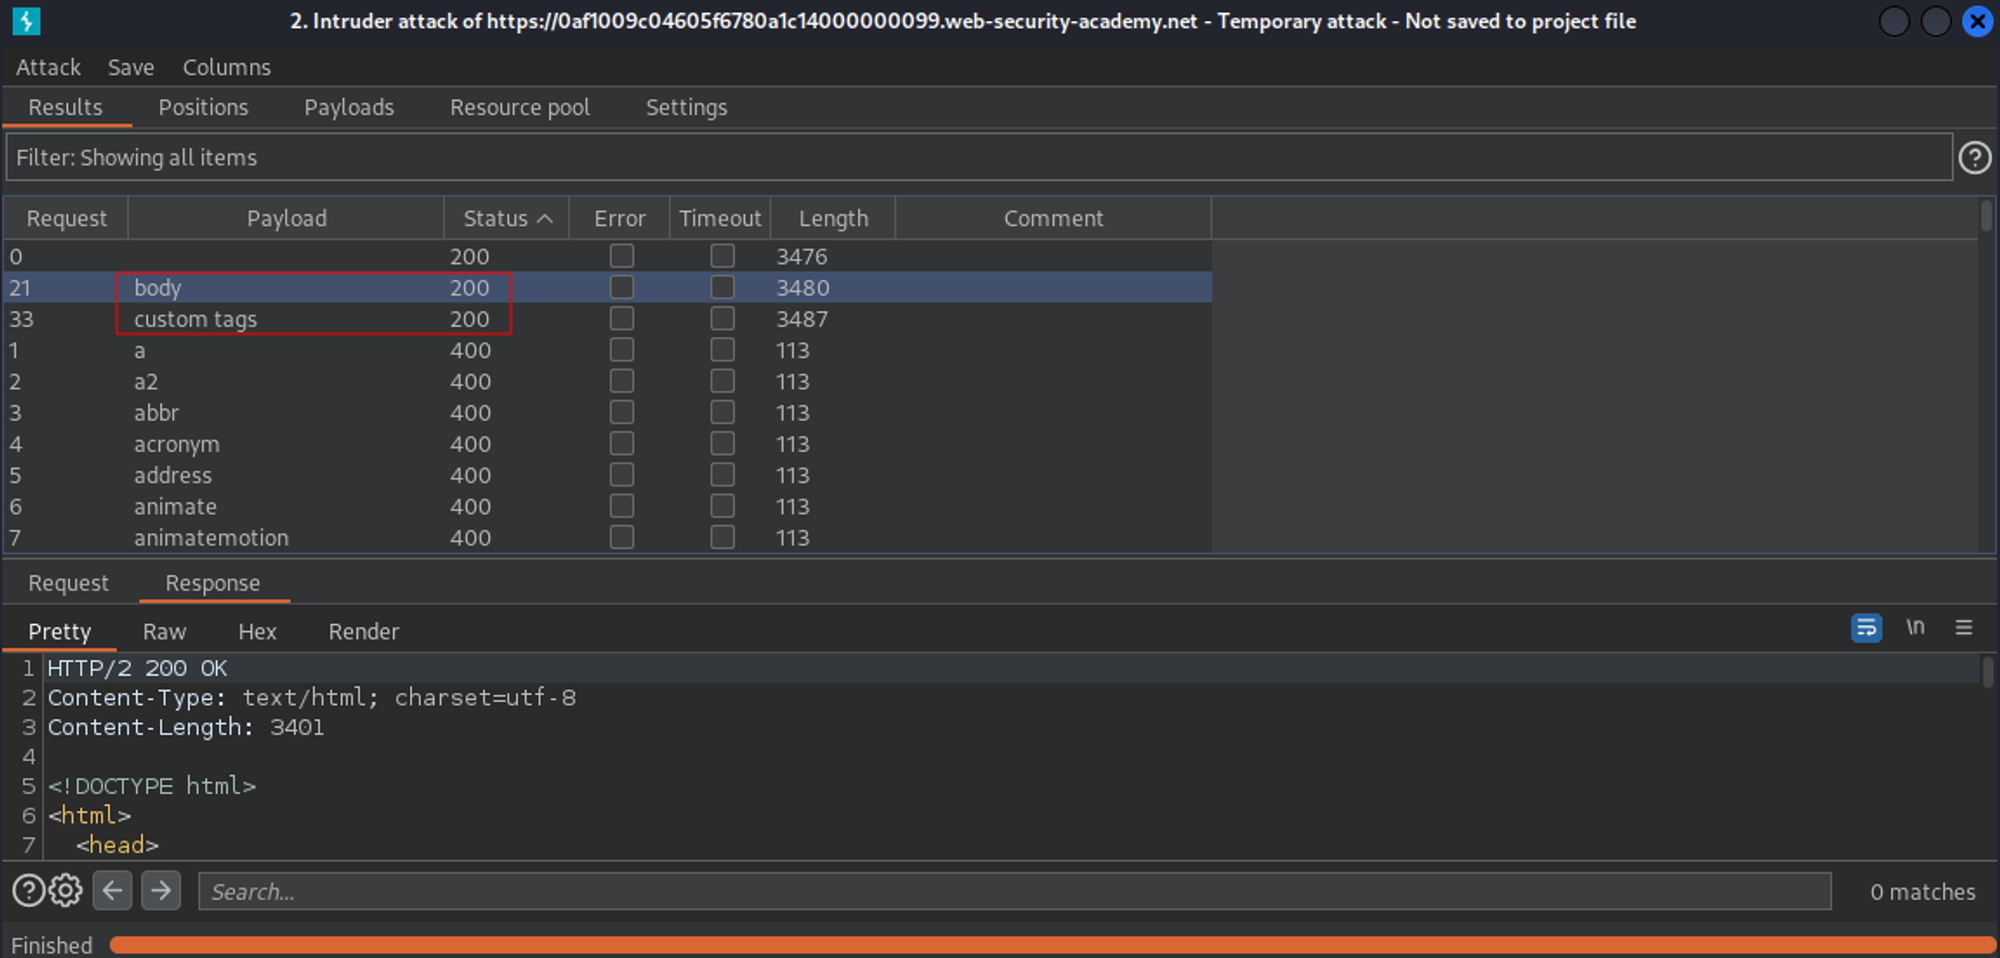 2. Intruder attack of https://0af1009c04605f6780a1c14000000099.web-security-academy.net - Temporary attack - Not saved to project file
Attack Save Columns
Results Positions Payloads Resource pool Settings
Filter: Showing all items
Request Payload Status Error Timeout Length Comment
0 200 3476
21 body 200 3480
33 custom tags 200 3487
1 a 400 113
2 a2 400 113
3 abbr 400 113
4 acronym 400 113
5 address 400 113
6 animate 400 113
7 animatemotion 400 113
Request Response
Pretty Raw Hex Render \n
1 HTTP/2 200 OK
2 Content-Type: text/html; charset=utf-8
3 Content-Length: 3401
4
5 <!DOCTYPE html>
6 <html>
7 <head>
Search... 0 matches
Finished